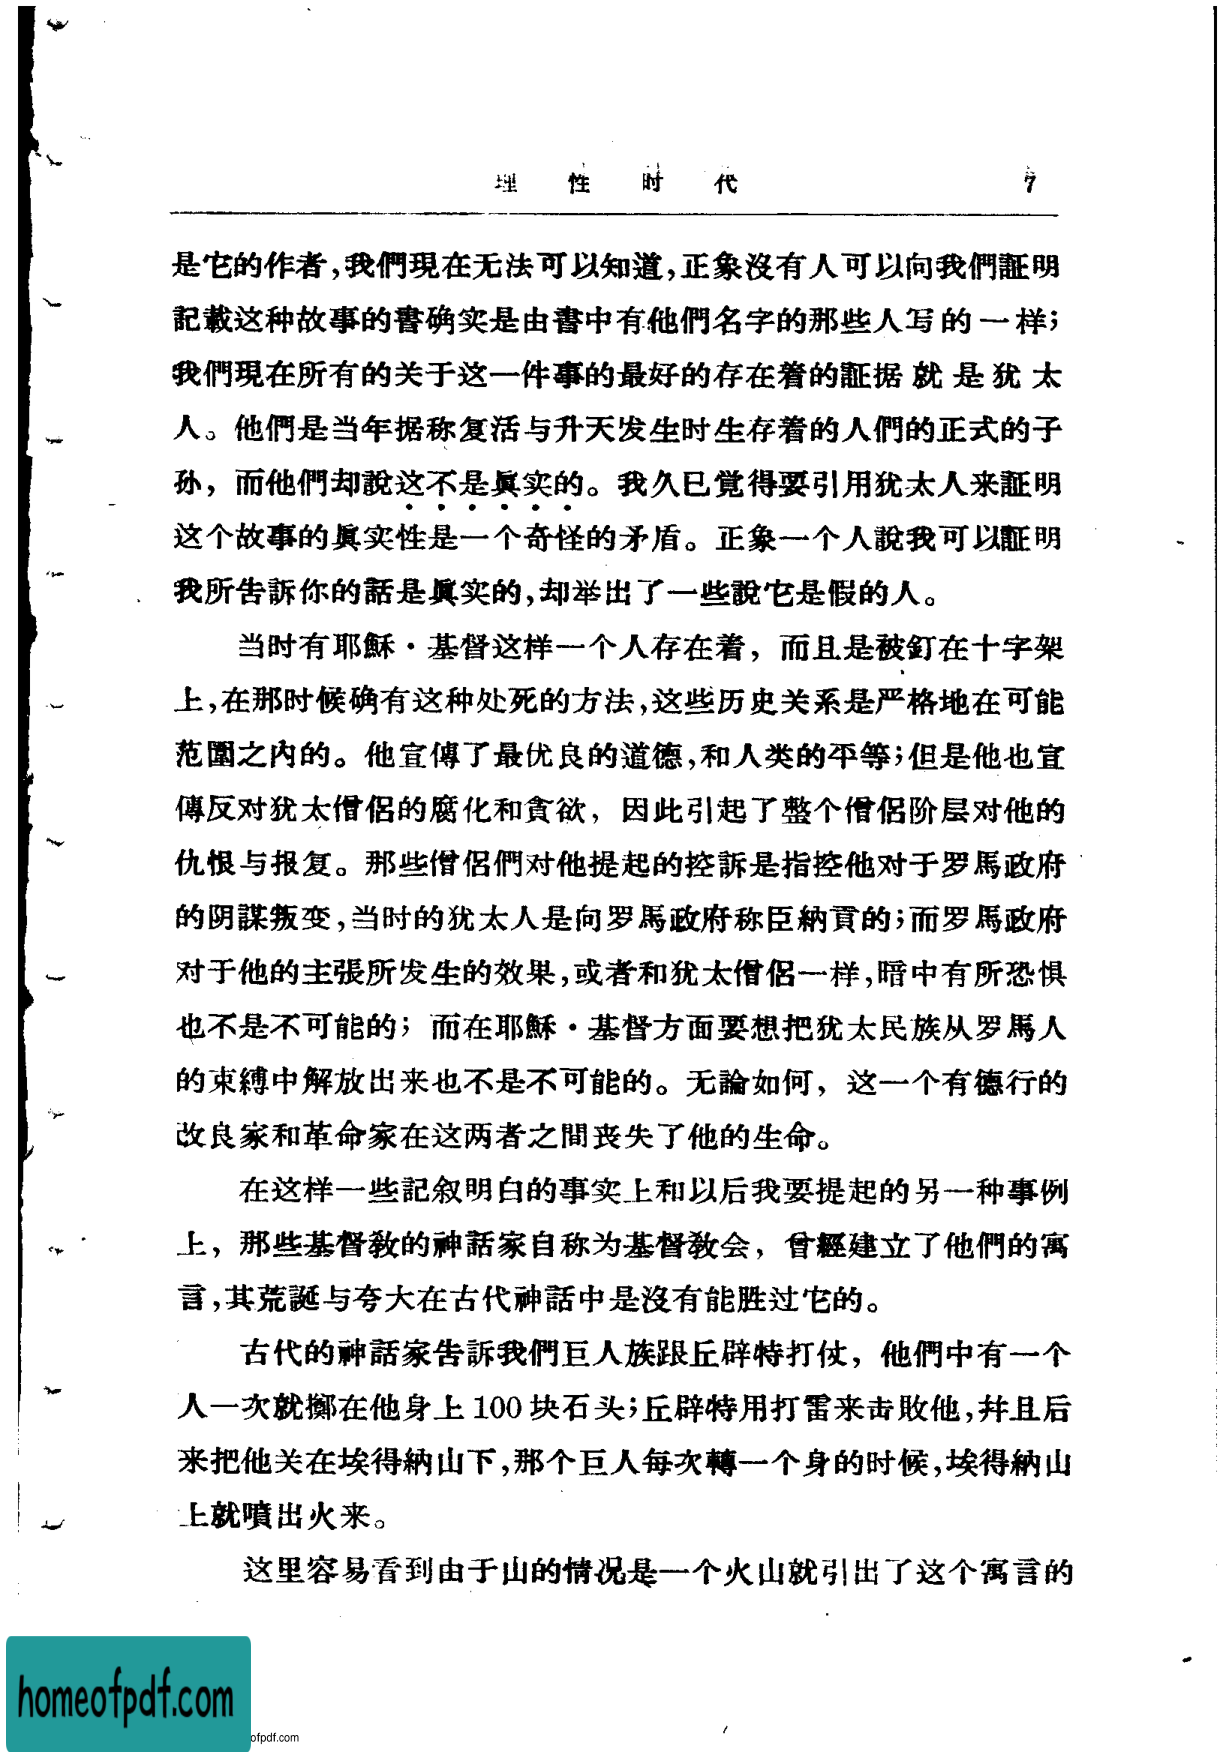 理性时代 7
是它的作者,我們現在无法可以知道,正象沒有人可以向我們証明
記載这种故事的書确实是由書中有他們名字的那些人写的一样;
我們現在所有的关于这一件事的最好的存在着的証据就是犹太
人。他們是当年据称复活与升天发生时生存着的人們的正式的子
孙，而他們却說这不是眞实的。我久已覚得要引用犹太人来証明
这个故事的眞实性是一个奇怪的矛盾。正象一个人說我可以証明
我所告訴你的話是眞实的,却举出了一些說它是假的人。
当时有耶穌·基督这样一个人存在着，而且是被釘在十字架
上,在那时候确有这种处死的方法,这些历史关系是严格地在可能
范圍之內的。他宣傳了最优良的道德,和人类的平等;但是他也宣
傳反对犹太僧侶的腐化和貪欲，因此引起了整个僧侶阶层对他的
仇恨与报复。那些僧侶們对他提起的控訴是指控他对于罗馬政府
的阴謀叛变,当时的犹太人是向罗馬政府称臣納貢的;而罗馬政府
对于他的主張所发生的效果,或者和犹太僧侶一样,暗中有所恐惧
也不是不可能的；而在耶穌·基督方面要想把犹太民族从罗馬人
的束縛中解放出来也不是不可能的。无論如何，这一个有德行的
改良家和革命家在这两者之間丧失了他的生命。
在这样一些記叙明白的事实上和以后我要提起的另一种事例
上，那些基督敎的神話家自称为基督敎会，曾經建立了他們的寓
言,其荒誕与夸大在古代神話中是沒有能胜过它的。
古代的神話家告訴我們巨人族跟丘辟特打仗，他們中有一个
人一次就擲在他身上100块石头;丘辟特用打雷来击敗他,幷且后
来把他关在埃得納山下,那个巨人每次轉一个身的时候,埃得納山
上就噴出火来。
这里容易看到由于山的情况是一个火山就引出了这个寓言的
homeofpdf.com
ofpdf.com